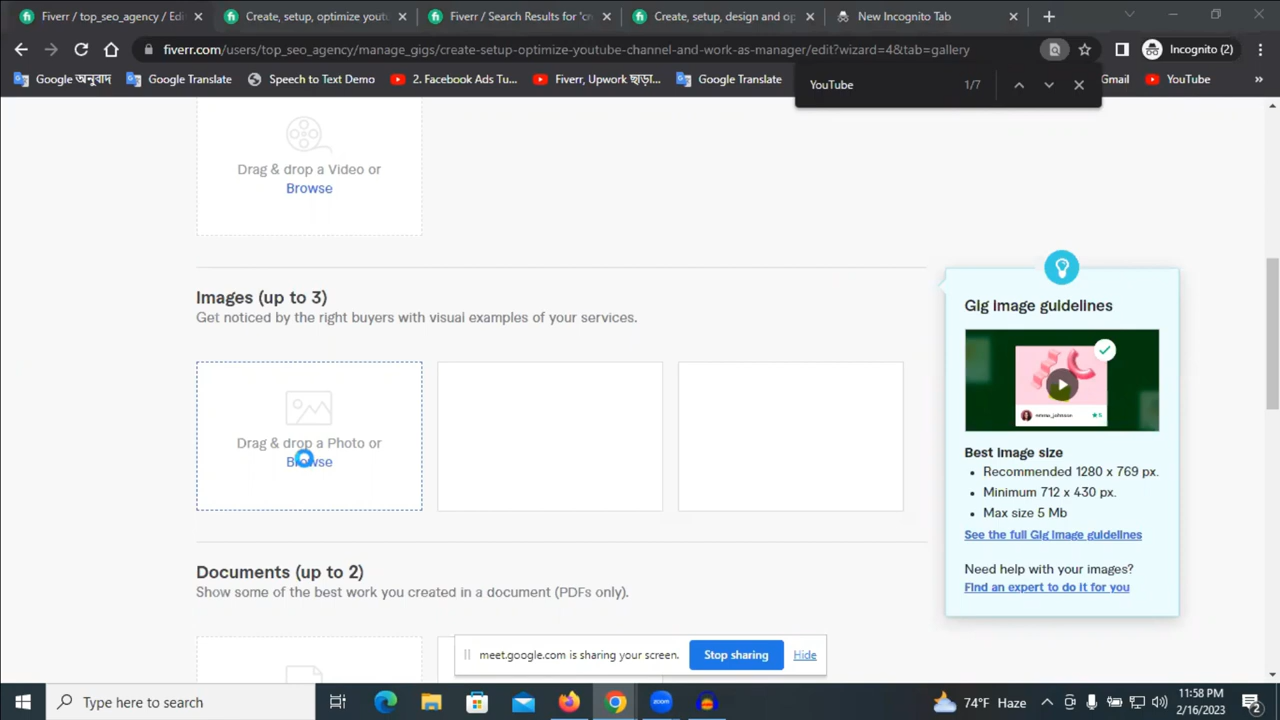 Fiverr / top_seo_agency / Edi
Create, setup, optimize yout
Fiverr / Search Results for 'cr
Create, setup, design and op
New Incognito Tab
fiverr.com/users/top_seo_agency/manage_gigs/create-setup-optimize-youtube-channel-and-work-as-manager/edit?wizard=4&tab=gallery
Incognito (2)
Google অনুবাদ
Google Translate
Speech to Text Demo
2. Facebook Ads Tu...
Fiverr, Upwork ছাড়া...
Google Translate
Gmail
YouTube
YouTube 1/7
Drag & drop a Video or
Browse
Images (up to 3)
Get noticed by the right buyers with visual examples of your services.
Drag & drop a Photo or
Browse
Gig image guidelines
Best image size
Recommended 1280 x 769 px.
Minimum 712 x 430 px.
Max size 5 Mb
See the full Gig image guidelines
Need help with your images?
Find an expert to do it for you
Documents (up to 2)
Show some of the best work you created in a document (PDFs only).
meet.google.com is sharing your screen.
Stop sharing
Hide
Type here to search
zoom
74°F Haze
11:58 PM
2/16/2023
2